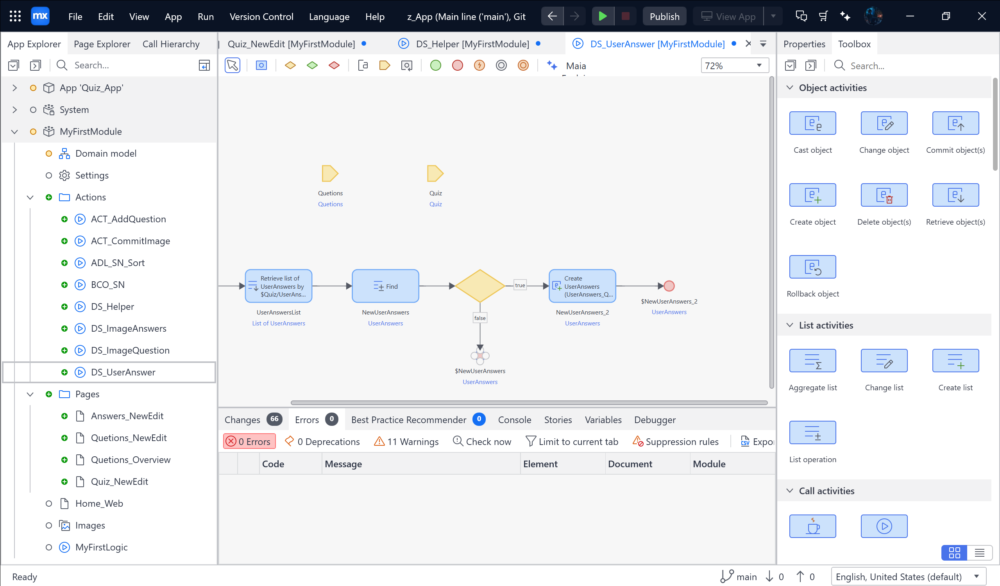 mx
File Edit View App Run Version Control Language Help z_App (Main line ('main'), Git Publish View App
App Explorer Page Explorer Call Hierarchy
Search...
App 'Quiz_App'
System
MyFirstModule
Domain model
Settings
Actions
ACT_AddQuestion
ACT_CommitImage
ADL_SN_Sort
BCO_SN
DS_Helper
DS_ImageAnswers
DS_ImageQuestion
DS_UserAnswer
Pages
Answers_NewEdit
Quetions_NewEdit
Quetions_Overview
Quiz_NewEdit
Home_Web
Images
MyFirstLogic
Quiz_NewEdit [MyFirstModule] DS_Helper [MyFirstModule] DS_UserAnswer [MyFirstModule]
Maia
72%
Quetions
Quetions
Quiz
Quiz
Retrieve list of
UserAnswers by
$Quiz/UserAns...
UserAnswersList
List of UserAnswers
Find
NewUserAnswers
UserAnswers
true
false
Create
UserAnswers
(UserAnswers_Q...
NewUserAnswers_2
UserAnswers
$NewUserAnswers_2
UserAnswers
$NewUserAnswers
UserAnswers
Changes 66 Errors 0 Best Practice Recommender 0 Console Stories Variables Debugger
0 Errors 0 Deprecations 11 Warnings Check now Limit to current tab Suppression rules CSV Expor
Code Message Element Document Module
Properties Toolbox
Search...
Object activities
Cast object Change object Commit object(s)
Create object Delete object(s) Retrieve object(s)
Rollback object
List activities
Aggregate list Change list Create list
List operation
Call activities
Ready
main 0 0 English, United States (default)